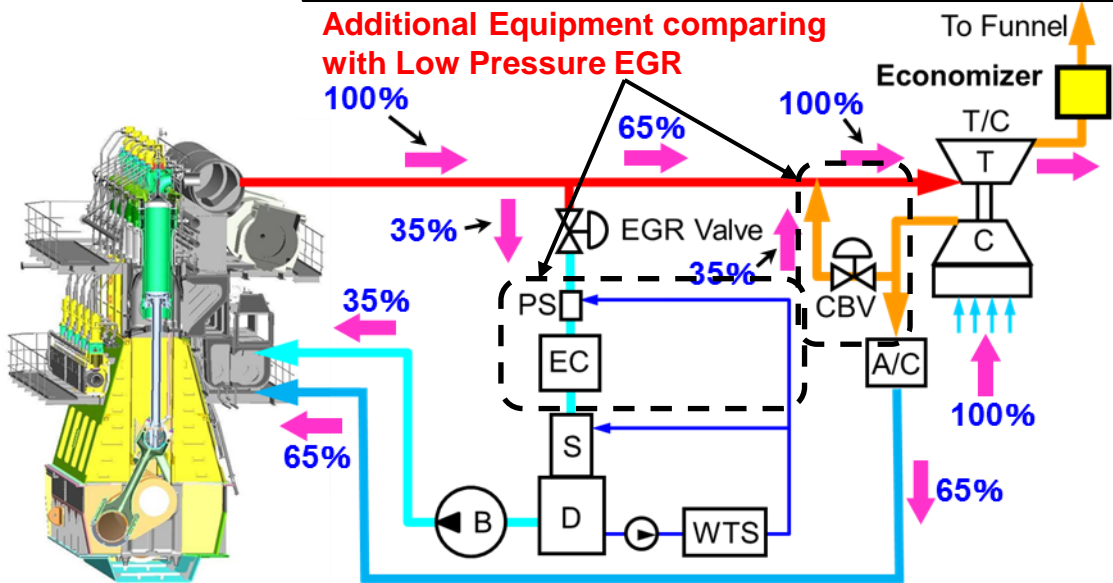 Additional Equipment comparing
with Low Pressure EGR
To Funnel
Economizer
100%
65%
100%
T/C
T
35%
EGR Valve
35%
C
PS
CBV
35%
EC
A/C
100%
65%
S
65%
B
D
WTS